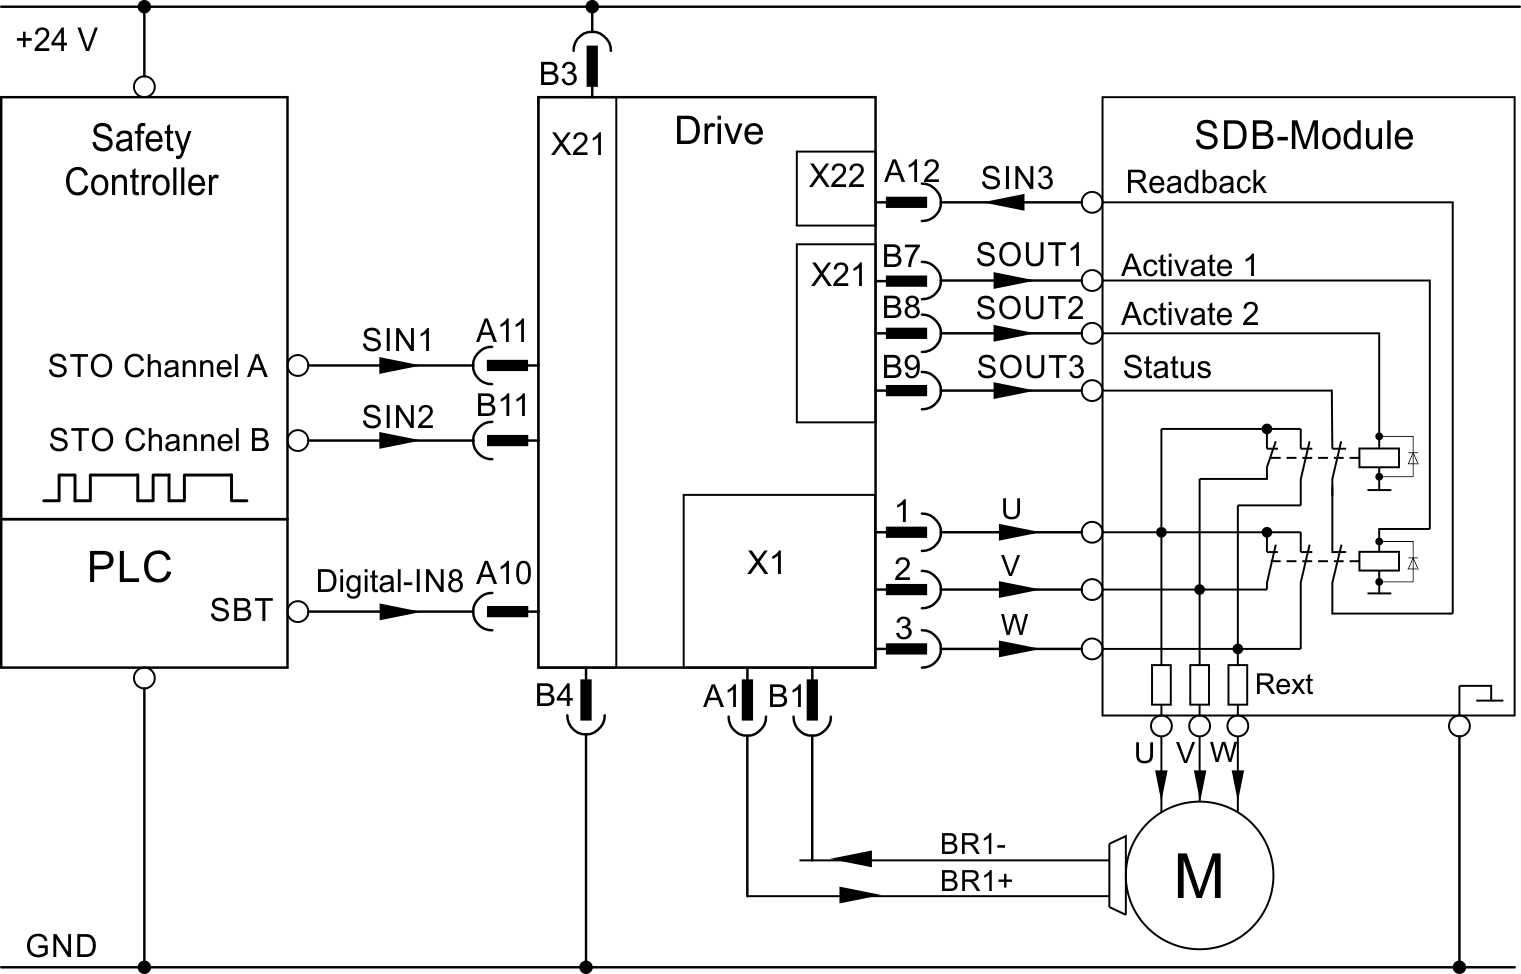 +24 V
B3
Safety
Controller
X21
Drive
SDB-Module
X22
A12
SIN3
Readback
B7
SOUT1
Activate 1
X21
B8
SOUT2
Activate 2
B9
SOUT3
Status
STO Channel A
SIN1
A11
STO Channel B
SIN2
B11
PLC
SBT
Digital-IN8
A10
X1
1
U
2
V
3
W
Rext
B4
A1
B1
U
V
W
BR1-
BR1+
M
GND